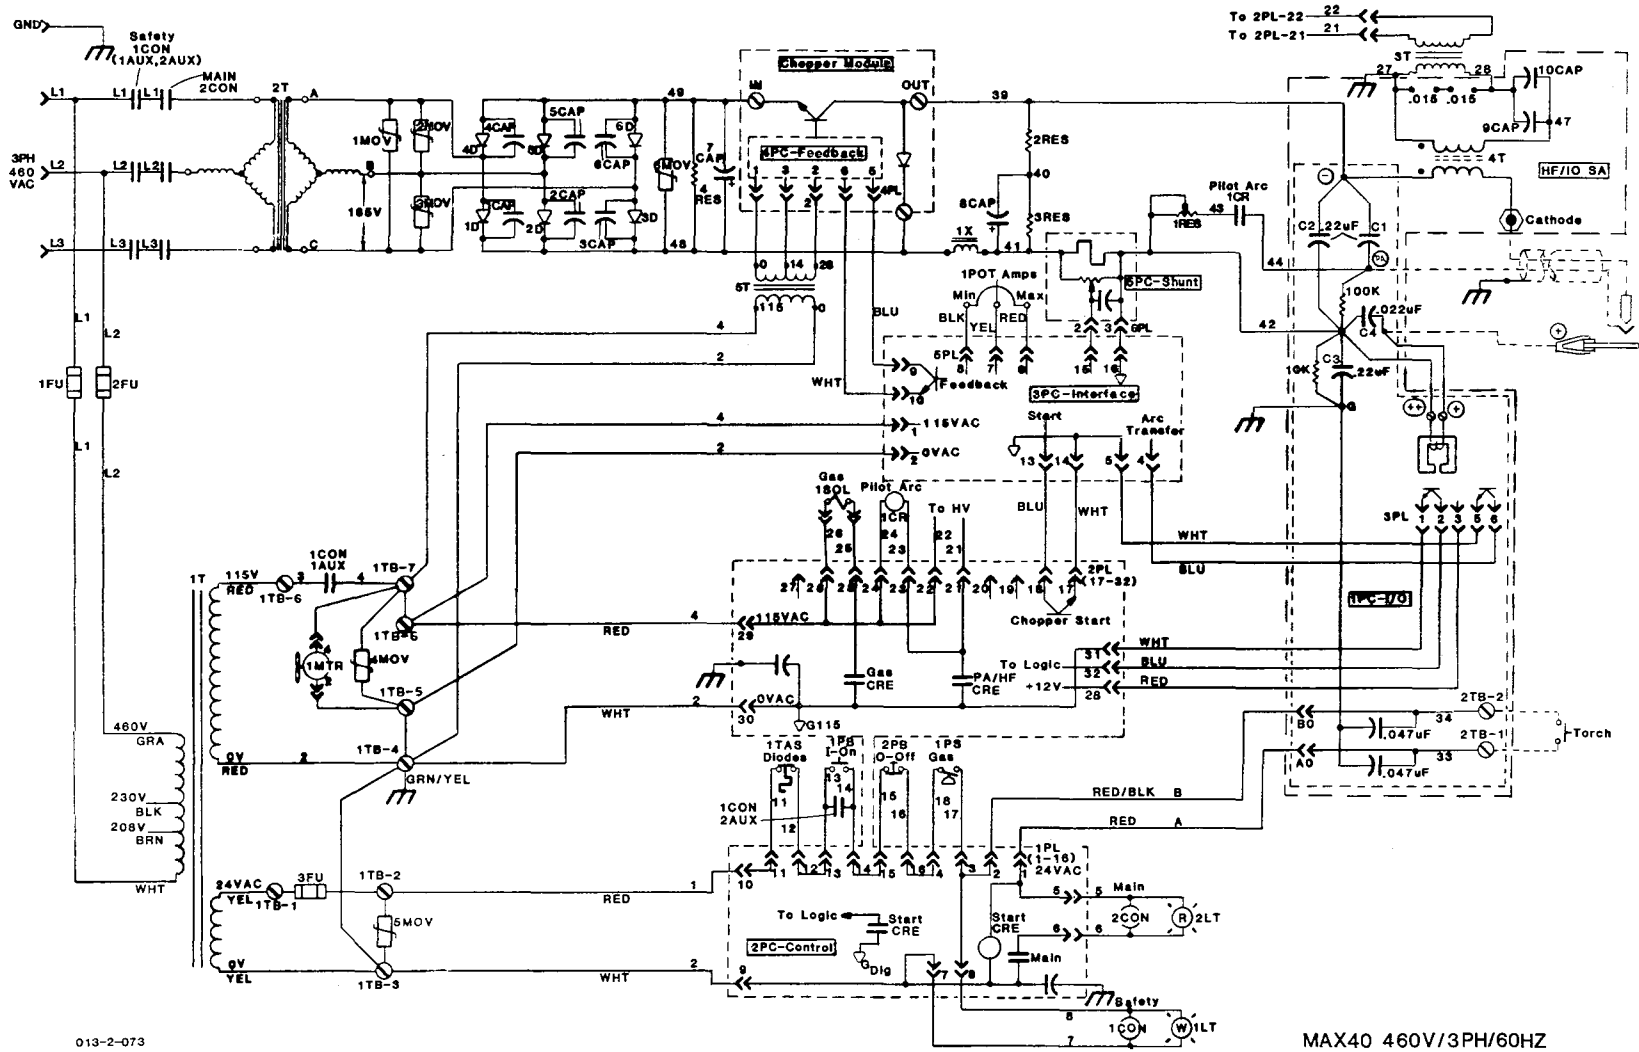 GND
Safety
1CON
(1AUX,2AUX)
MAIN
2CON
L1
L1
L1
2T
A
3PH
460
VAC
L2
L2
L2
B
165V
L3
L3
L3
C
1MOV
2MOV
3MOV
4CAP
4D
5CAP
5D
6D
6CAP
1CAP
1D
2CAP
2D
3D
3CAP
49
48
6MOV
4
RES
7
CAP
+
Chopper Module
IN
OUT
4PC-Feedback
1
3
2
6
5
4PL
2
0
14
28
5T
115
0
BLU
WHT
39
2RES
40
8CAP
+
3RES
1X
41
1POT Amps
Min
Max
BLK
YEL
RED
5PC-Shunt
2
3
6PL
Pilot Arc
1CR
43
1RES
44
42
To 2PL-22
22
To 2PL-21
21
3T
27
28
.015
.015
10CAP
9CAP
47
4T
HF/IO SA
Cathode
C2
.22uF
C1
100K
.022uF
C4
C3
.22uF
10K
G
+
++
+
L1
L2
1FU
2FU
L1
L2
4
2
4
2
5PL
8
7
6
15
16
9
10
Feedback
3PC-Interface
1
115VAC
2
0VAC
Start
Arc
Transfer
13
14
5
4
BLU
WHT
WHT
BLU
3PL
1
2
3
5
6
1PC-I/O
Gas
1SOL
Pilot Arc
1CR
To HV
26
25
24
23
22
21
27
26
25
24
23
22
21
20
19
18
17
2PL
(17-32)
Chopper Start
29
115VAC
Gas
CRE
PA/HF
CRE
To Logic
+12V
31
32
28
WHT
BLU
RED
0VAC
30
G115
1T
115V
RED
1TB-6
3
1CON
1AUX
4
1TB-7
1TB-6
4
1MTR
2
4MOV
1TB-5
1TB-4
GRN/YEL
RED
4
WHT
2
0V
RED
2
460V
GRA
230V
BLK
208V
BRN
WHT
24VAC
YEL
1TB-1
3FU
1TB-2
5MOV
1TB-3
0V
YEL
RED
1
WHT
2
1TAS
Diodes
1PB
I-On
2PB
O-Off
1PS
Gas
11
12
13
14
15
16
18
17
1CON
2AUX
RED/BLK
B
RED
A
10
11
12
13
14
15
16
4
3
2
1
1PL
(1-16)
24VAC
To Logic
Start
CRE
GDig
2PC-Control
9
7
8
Start
CRE
Main
5
5
Main
2CON
R
2LT
6
6
Safety
8
1CON
W
1LT
7
B0
A0
34
2TB-2
.047uF
33
2TB-1
.047uF
Torch
013-2-073
MAX40 460V/3PH/60HZ